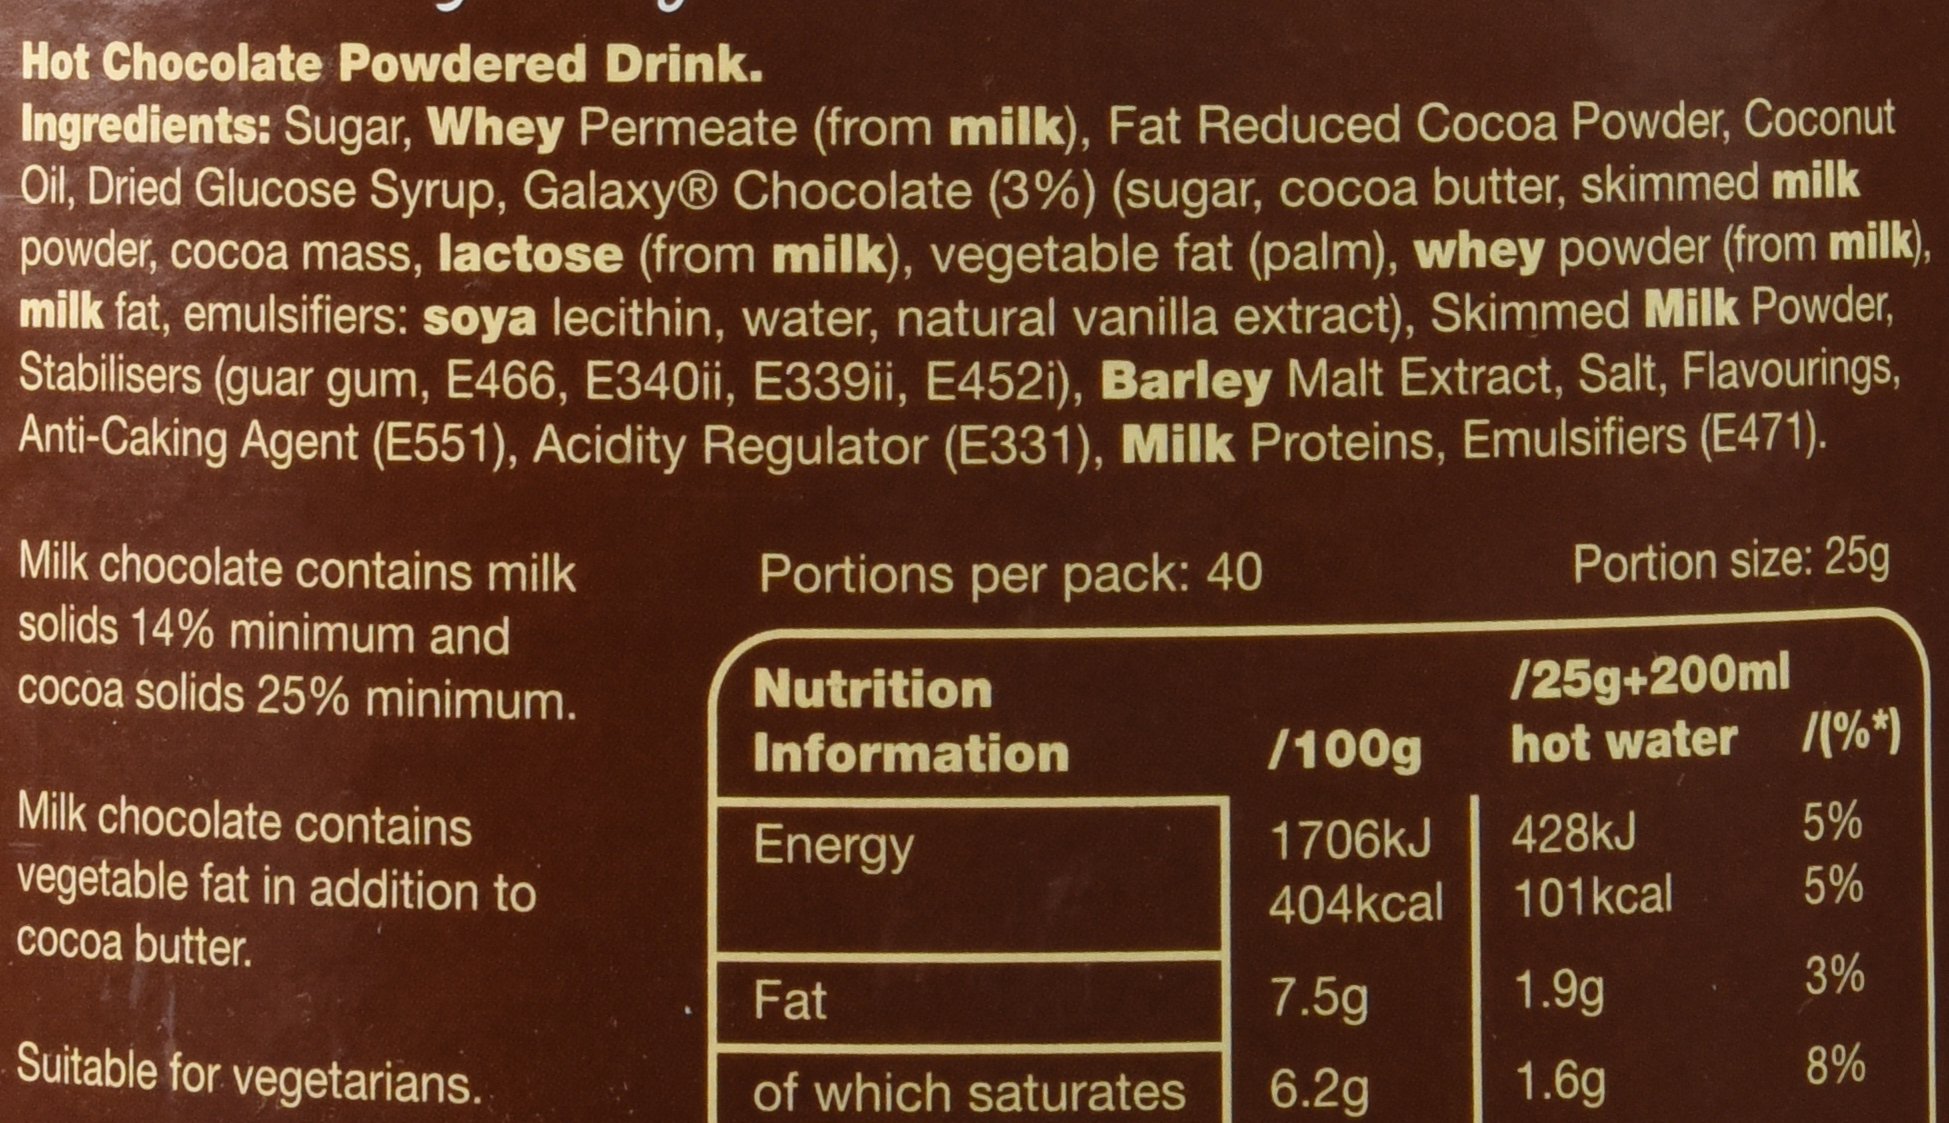 Hot Chocolate Powdered Drink.
Ingredients: Sugar, Whey Permeate (from milk), Fat Reduced Cocoa Powder, Coconut
Oil, Dried Glucose Syrup, Galaxy® Chocolate (3%) (sugar, cocoa butter, skimmed milk
powder, cocoa mass, lactose (from milk), vegetable fat (palm), whey powder (from milk),
milk fat, emulsifiers: soya lecithin, water, natural vanilla extract), Skimmed Milk Powder,
Stabilisers (guar gum, E466, E340ii, E339ii, E452i), Barley Malt Extract, Salt, Flavourings,
Anti-Caking Agent (E551), Acidity Regulator (E331), Milk Proteins, Emulsifiers (E471).
Milk chocolate contains milk
solids 14% minimum and
cocoa solids 25% minimum.
Milk chocolate contains
vegetable fat in addition to
cocoa butter.
Suitable for vegetarians.
Portions per pack: 40 Portion size: 25g
Nutrition /25g+200ml
Information /100g hot water /(%*)
Energy 1706kJ 428kJ 5%
404kcal 101kcal 5%
Fat 7.5g 1.9g 3%
of which saturates 6.2g 1.6g 8%